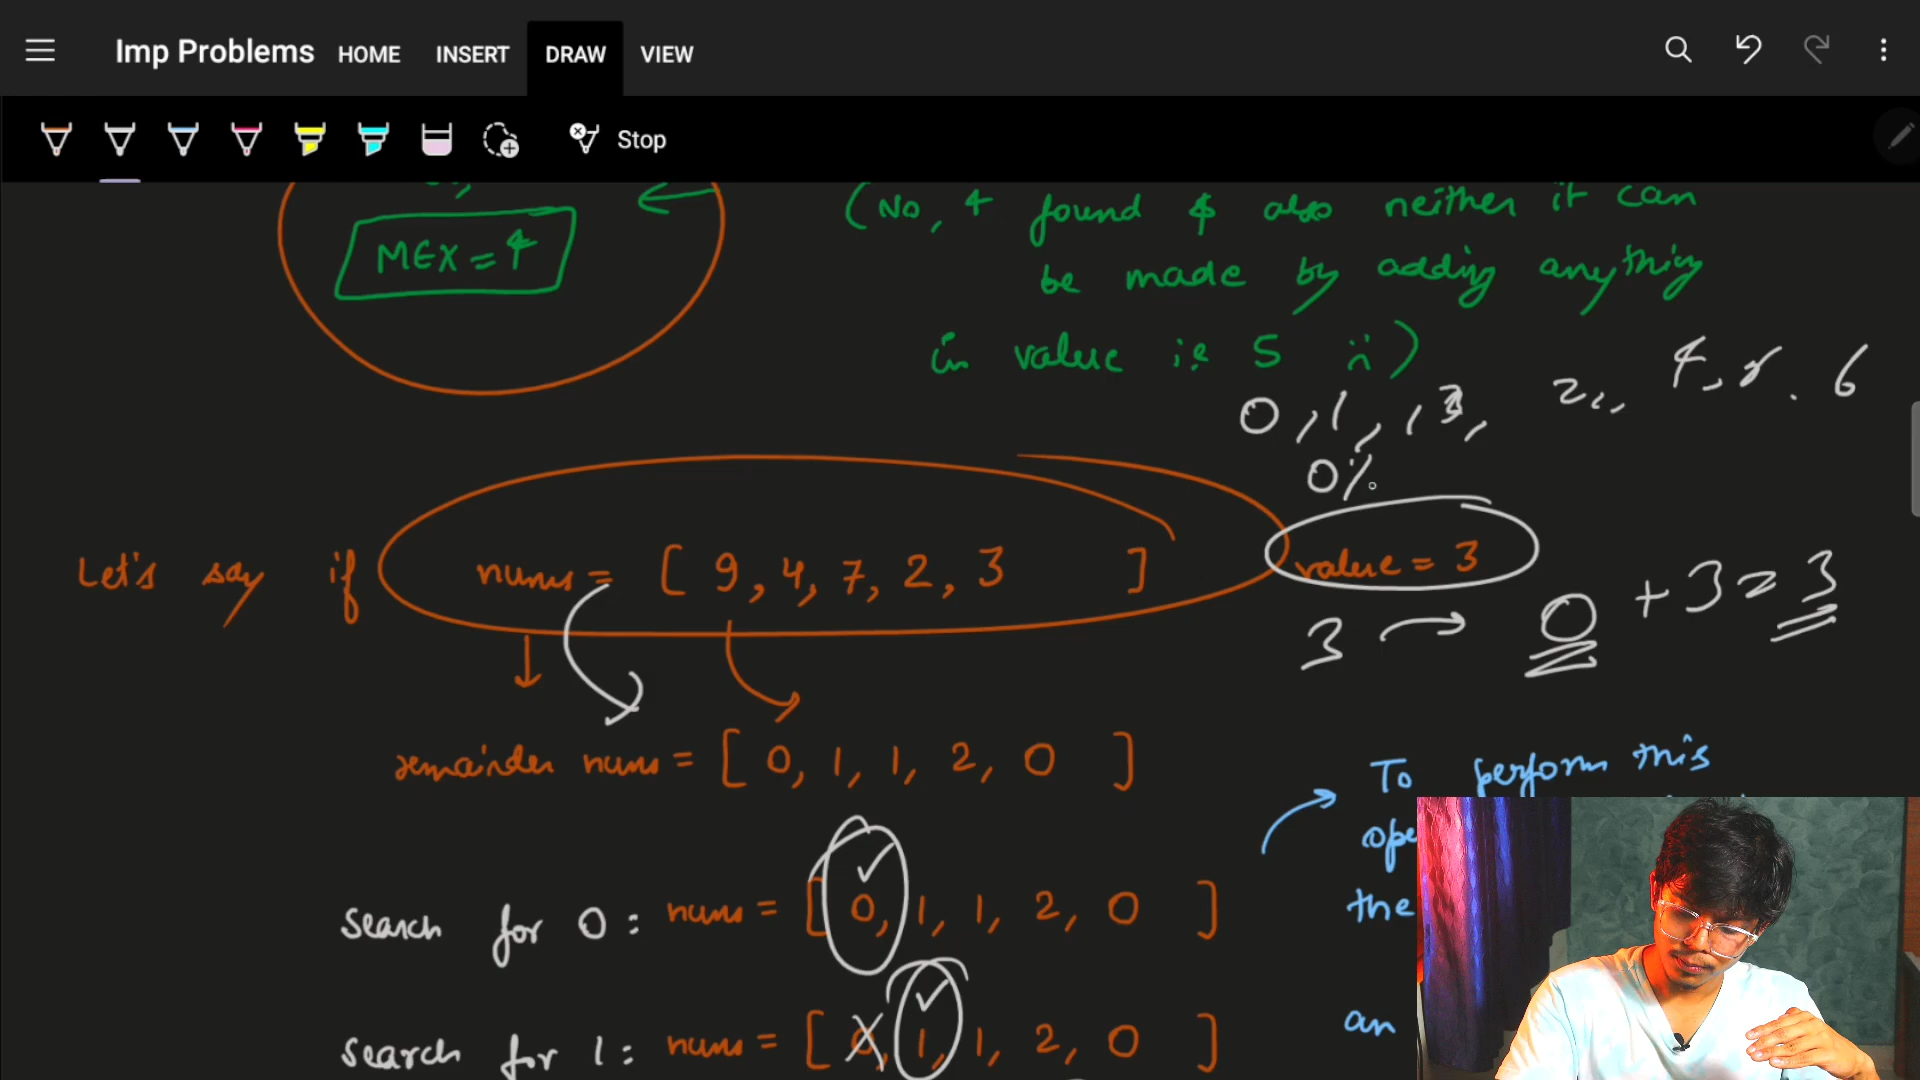 Imp Problems HOME INSERT DRAW VIEW
Stop
(No, 4 found & also neither it can
MEX = 4
be made by adding anything
in value i.e 5 )
0, 1, , 3, 2, , 4, 5. 6
0%
Let's say if nums = [ 9, 4, 7, 2, 3 ] value = 3
3 → 0 + 3 = 3
remainder nums = [ 0, 1, 1, 2, 0 ]
To perform this
search for 0 : nums = [ 0, 1, 1, 2, 0 ]
the
search for 1 : nums = [ 0, 1, 1, 2, 0 ]
an